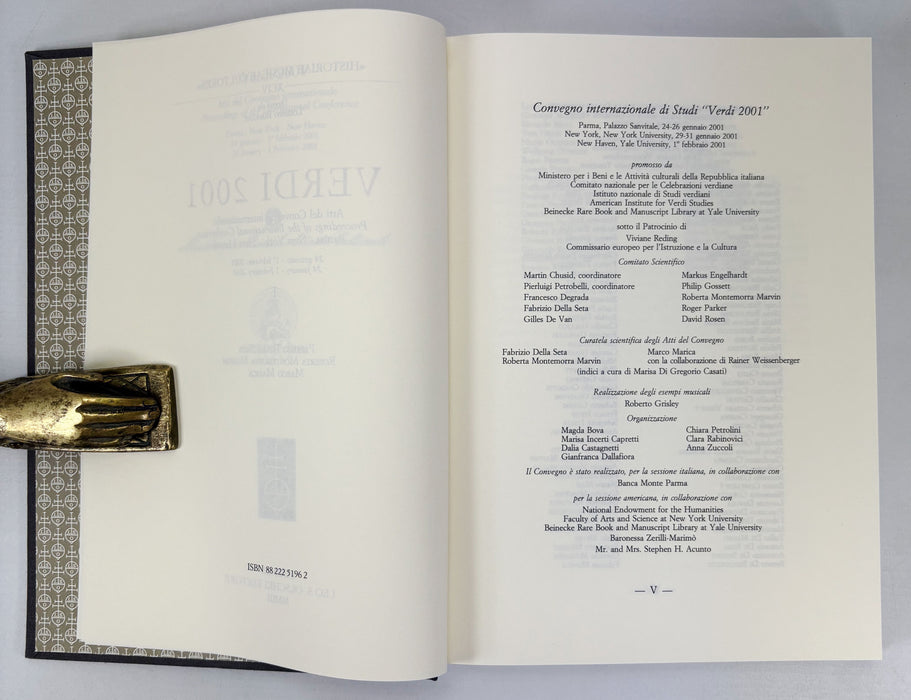 ISBN 88 222 5196 2
Convegno internazionale di Studi "Verdi 2001"
Parma, Palazzo Sanvitale, 24-26 gennaio 2001
New York, New York University, 29-31 gennaio 2001
New Haven, Yale University, 1° febbraio 2001
promosso da
Ministero per i Beni e le Attività culturali della Repubblica italiana
Comitato nazionale per le Celebrazioni verdiane
Istituto nazionale di Studi verdiani
American Institute for Verdi Studies
Beinecke Rare Book and Manuscript Library at Yale University
sotto il Patrocinio di
Viviane Reding
Commissario europeo per l'Istruzione e la Cultura
Comitato Scientifico
Martin Chusid, coordinatore
Pierluigi Petrobelli, coordinatore
Francesco Degrada
Fabrizio Della Seta
Gilles De Van
Markus Engelhardt
Philip Gossett
Roberta Montemorra Marvin
Roger Parker
David Rosen
Curatela scientifica degli Atti del Convegno
Fabrizio Della Seta
Roberta Montemorra Marvin
Marco Marica
con la collaborazione di Rainer Weissenberger
(indici a cura di Marisa Di Gregorio Casati)
Realizzazione degli esempi musicali
Roberto Grisley
Organizzazione
Magda Bova
Marisa Incerti Capretti
Dalia Castagnetti
Gianfranca Dallafiora
Chiara Petrolini
Clara Rabinovici
Anna Zuccoli
Il Convegno è stato realizzato, per la sessione italiana, in collaborazione con
Banca Monte Parma
per la sessione americana, in collaborazione con
National Endowment for the Humanities
Faculty of Arts and Science at New York University
Beinecke Rare Book and Manuscript Library at Yale University
Baronessa Zerilli-Marimò
Mr. and Mrs. Stephen H. Acunto
— V —